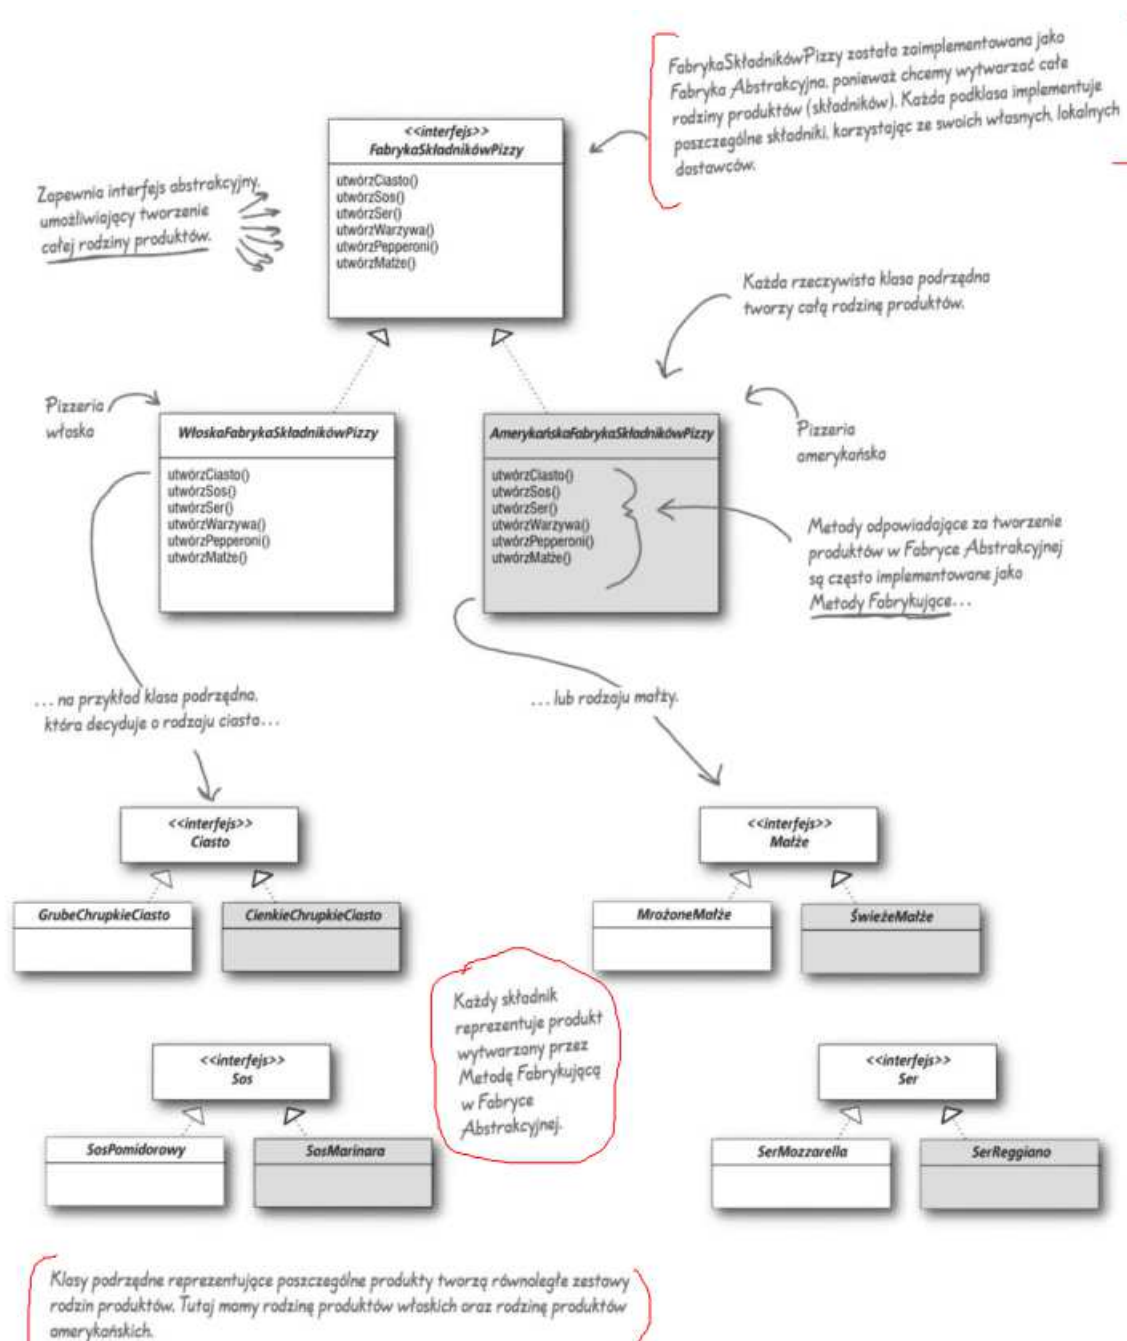 FabrykaSkładnikówPizzy została zaimplementowana jako
Fabryka Abstrakcyjna, ponieważ chcemy wytwarzać całe
rodziny produktów (składników). Każda podklasa implementuje
poszczególne składniki, korzystając ze swoich własnych, lokalnych
dostawców.
<<interfejs>>
FabrykaSkładnikówPizzy
utwórzCiasto()
utwórzSos()
utwórzSer()
utwórzWarzywa()
utwórzPepperoni()
utwórzMałże()
Zapewnia interfejs abstrakcyjny,
umożliwiający tworzenie
całej rodziny produktów.
Każda rzeczywista klasa podrzędna
tworzy całą rodzinę produktów.
Pizzeria
włoska
WłoskaFabrykaSkładnikówPizzy
utwórzCiasto()
utwórzSos()
utwórzSer()
utwórzWarzywa()
utwórzPepperoni()
utwórzMałże()
AmerykańskaFabrykaSkładnikówPizzy
utwórzCiasto()
utwórzSos()
utwórzSer()
utwórzWarzywa()
utwórzPepperoni()
utwórzMałże()
Pizzeria
amerykańska
Metody odpowiadające za tworzenie
produktów w Fabryce Abstrakcyjnej
są często implementowane jako
Metody Fabrykujące...
... na przykład klasa podrzędna,
która decyduje o rodzaju ciasta...
... lub rodzaju małży.
<<interfejs>>
Ciasto
GrubeChrupkieCiasto
CienkieChrupkieCiasto
<<interfejs>>
Małże
MrożoneMałże
ŚwieżeMałże
Każdy składnik
reprezentuje produkt
wytwarzany przez
Metodę Fabrykującą
w Fabryce
Abstrakcyjnej.
<<interfejs>>
Sos
SosPomidorowy
SosMarinara
<<interfejs>>
Ser
SerMozzarella
SerReggiano
Klasy podrzędne reprezentujące poszczególne produkty tworzą równoległe zestawy
rodzin produktów. Tutaj mamy rodzinę produktów włoskich oraz rodzinę produktów
amerykańskich.